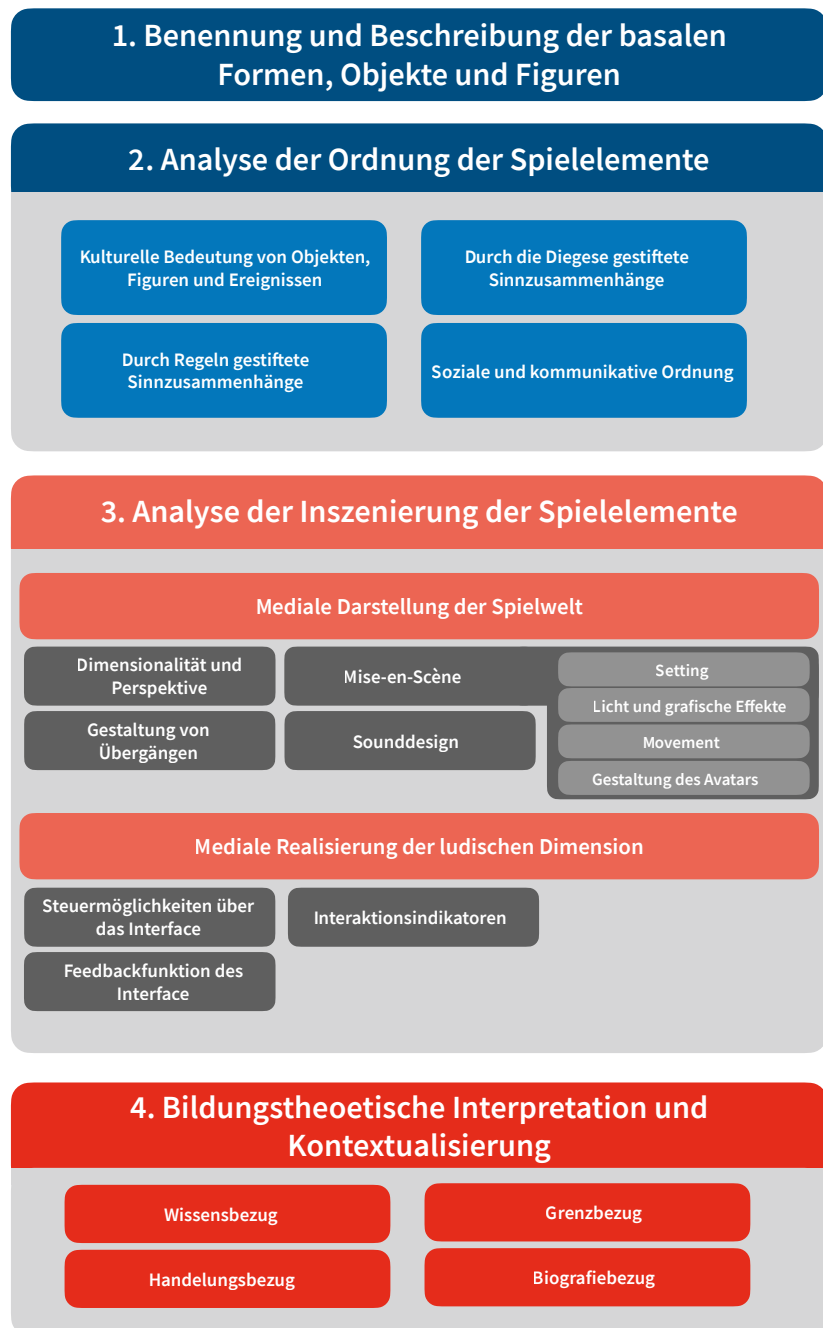 1. Benennung und Beschreibung der basalen
Formen, Objekte und Figuren
2. Analyse der Ordnung der Spielelemente
Kulturelle Bedeutung von Objekten,
Figuren und Ereignissen
Durch die Diegese gestiftete
Sinnzusammenhänge
Durch Regeln gestiftete
Sinnzusammenhänge
Soziale und kommunikative Ordnung
3. Analyse der Inszenierung der Spielelemente
Mediale Darstellung der Spielwelt
Dimensionalität und
Perspektive
Mise-en-Scène
Setting
Licht und grafische Effekte
Movement
Gestaltung des Avatars
Gestaltung von
Übergängen
Sounddesign
Mediale Realisierung der ludischen Dimension
Steuermöglichkeiten über
das Interface
Interaktionsindikatoren
Feedbackfunktion des
Interface
4. Bildungstheoetische Interpretation und
Kontextualisierung
Wissensbezug
Grenzbezug
Handelungsbezug
Biografiebezug